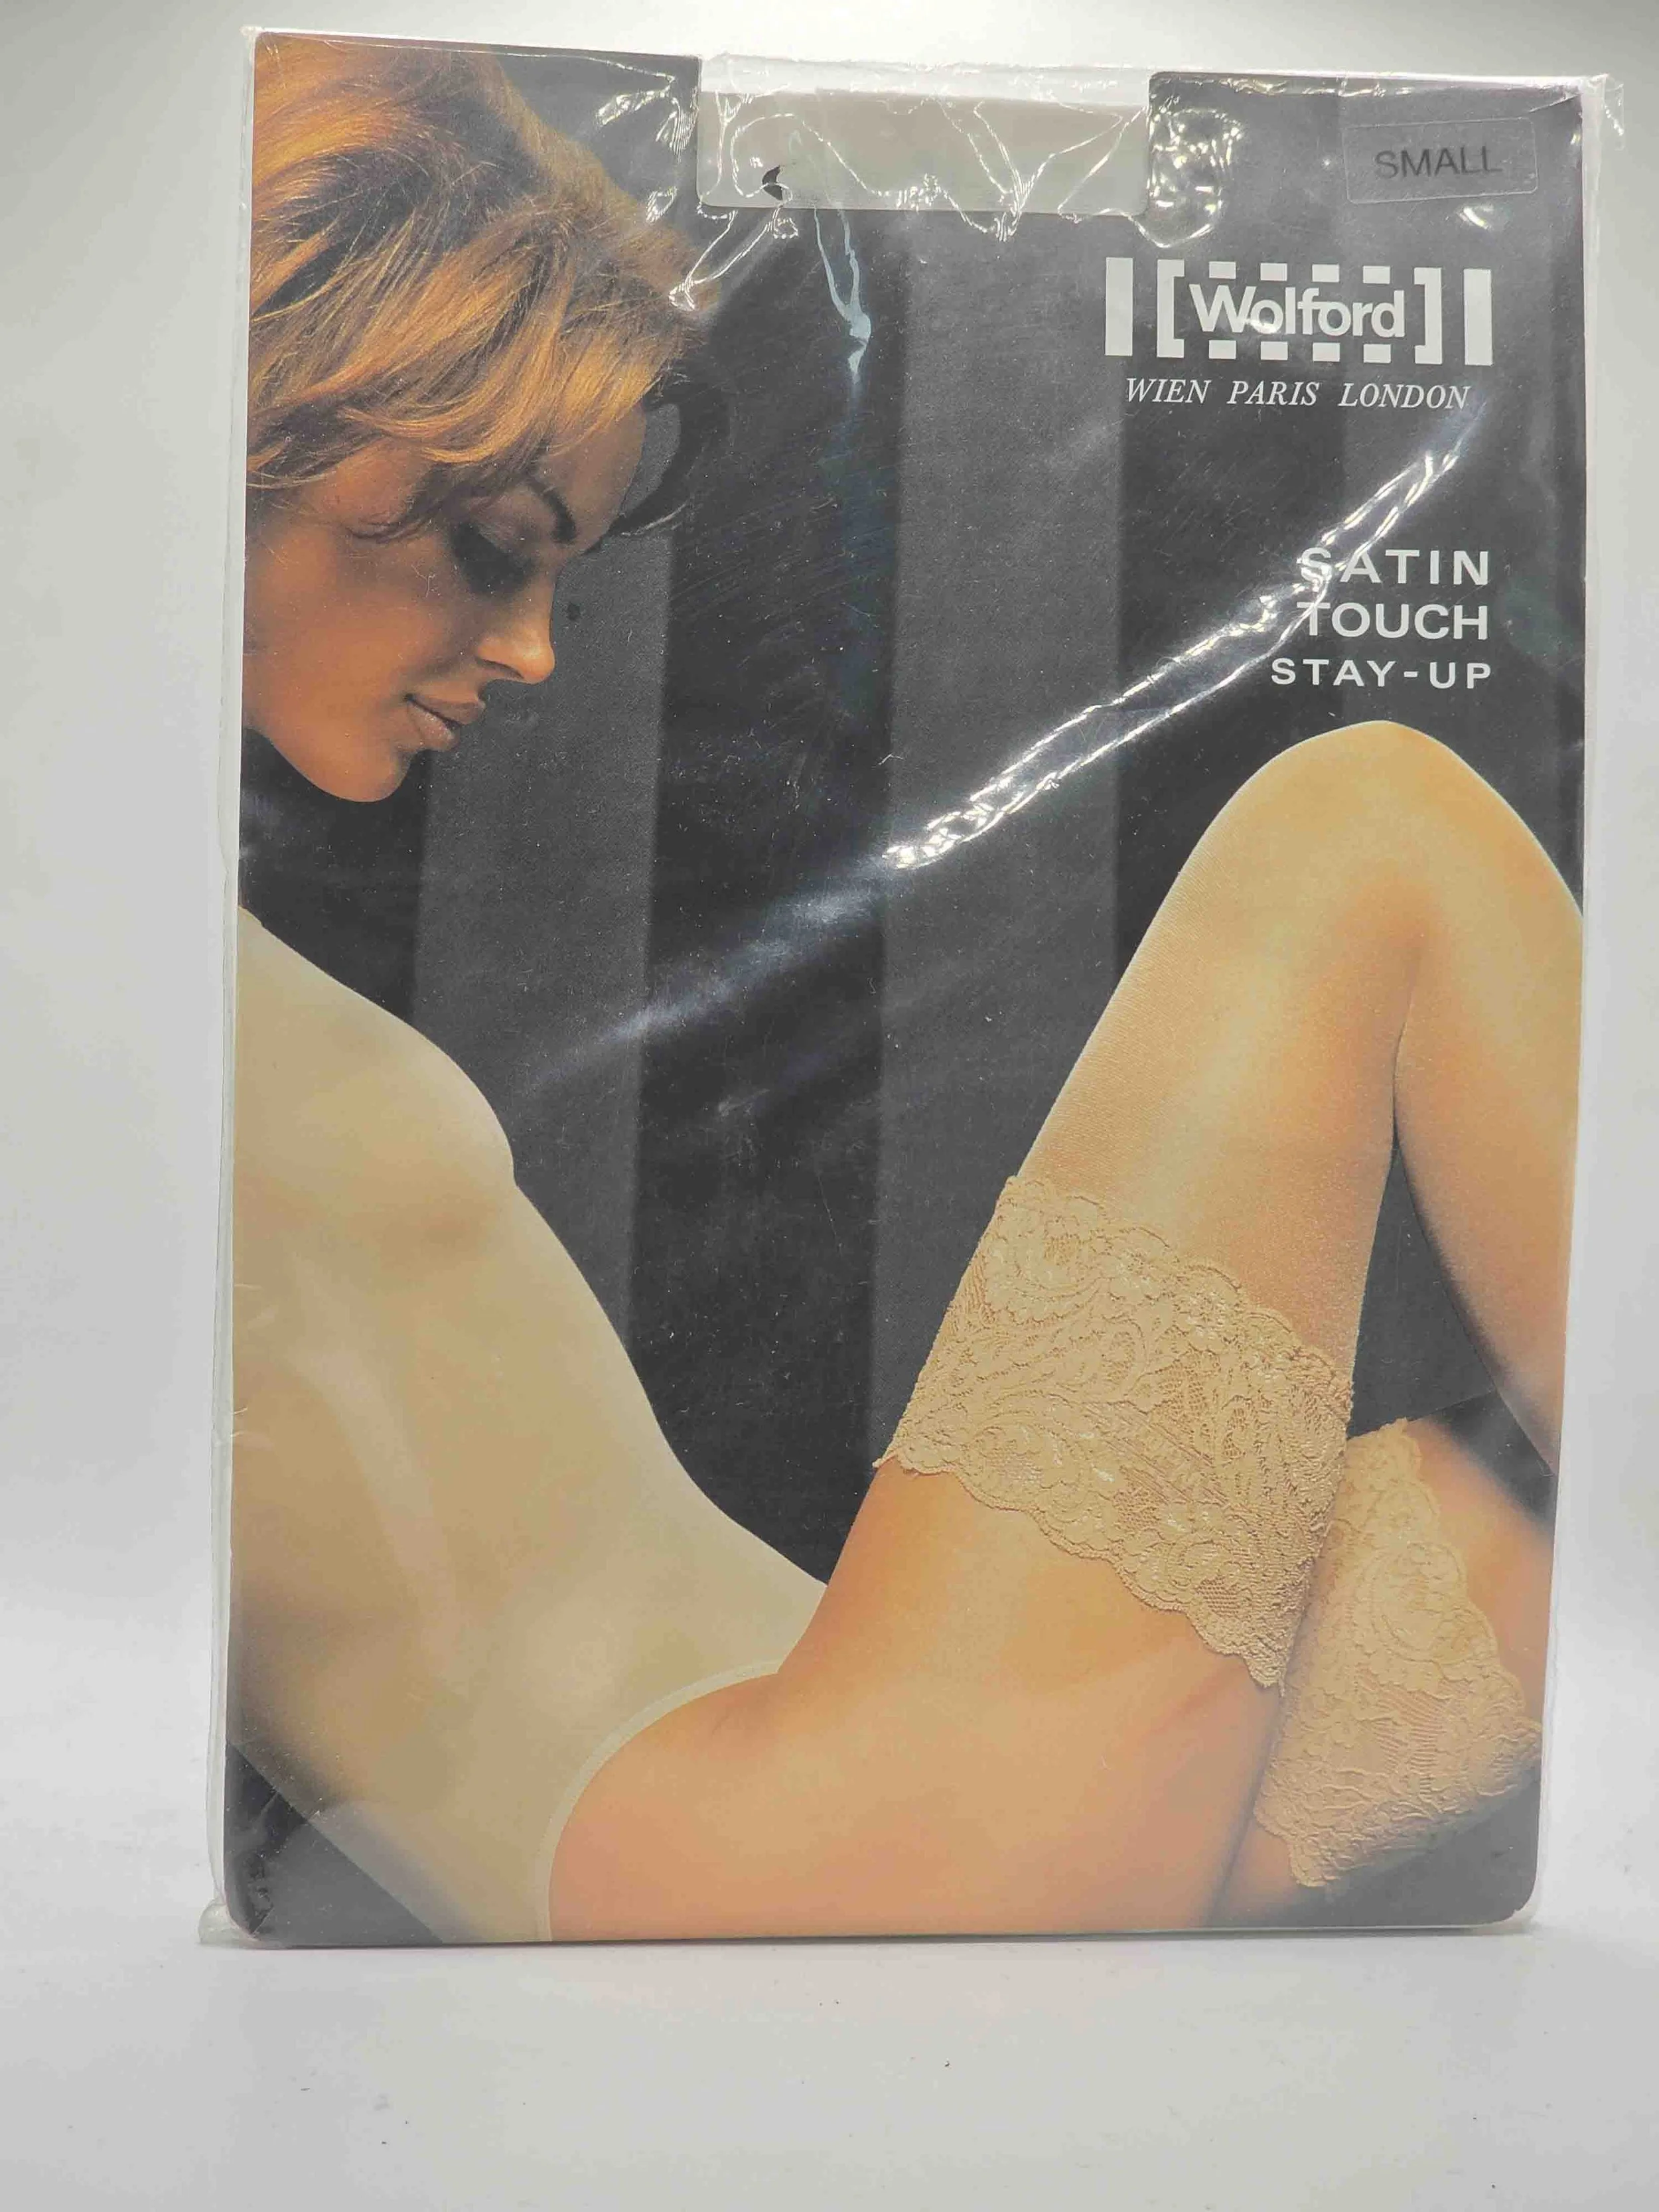 SMALL
Wolford
WIEN PARIS LONDON
SATIN
TOUCH
STAY-UP